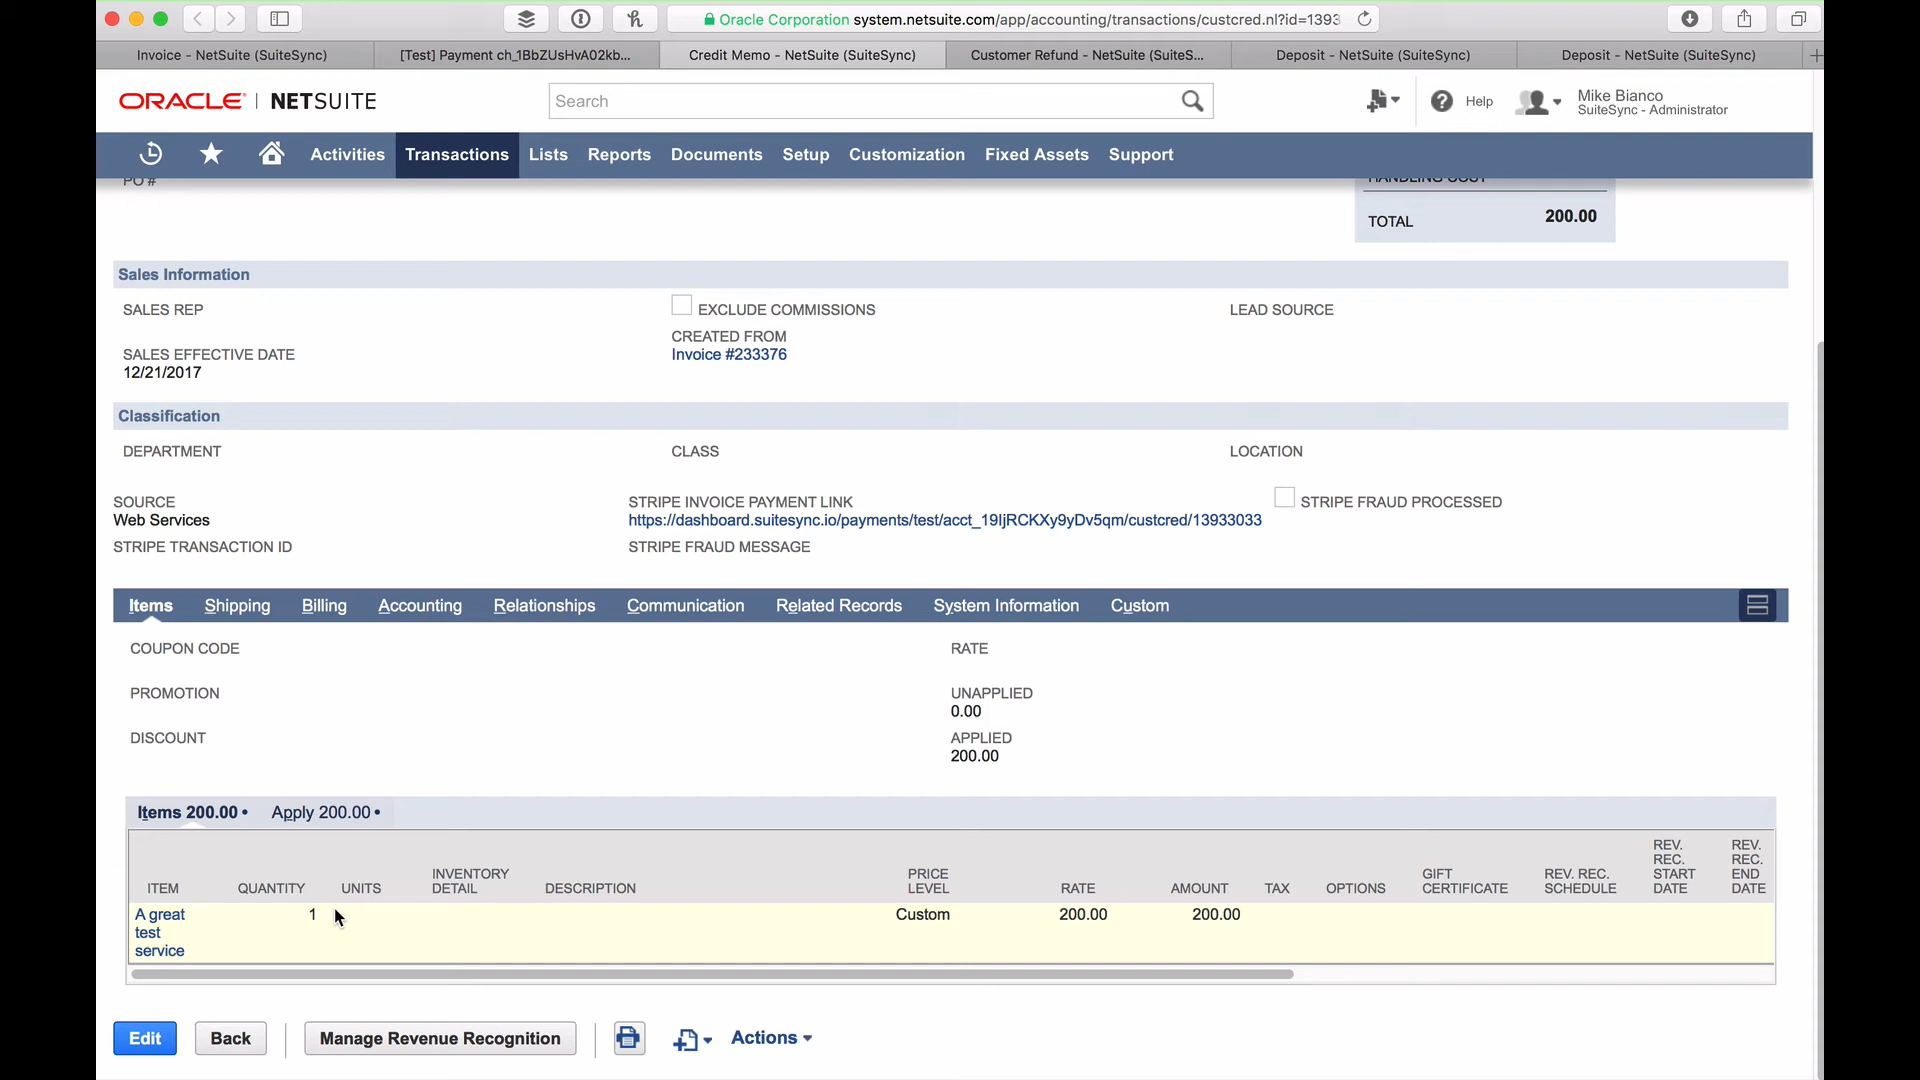 Oracle Corporation system.netsuite.com/app/accounting/transactions/custcred.nl?id=1393
Invoice - NetSuite (SuiteSync)
[Test] Payment ch_1BbZUsHvA02kb...
Credit Memo - NetSuite (SuiteSync)
Customer Refund - NetSuite (SuiteS...
Deposit - NetSuite (SuiteSync)
Deposit - NetSuite (SuiteSync)
ORACLE | NETSUITE
Search
Help
Mike Bianco
SuiteSync - Administrator
Activities Transactions Lists Reports Documents Setup Customization Fixed Assets Support
PO #
HANDLING COST
TOTAL 200.00
Sales Information
SALES REP
EXCLUDE COMMISSIONS
LEAD SOURCE
CREATED FROM
Invoice #233376
SALES EFFECTIVE DATE
12/21/2017
Classification
DEPARTMENT
CLASS
LOCATION
SOURCE
Web Services
STRIPE INVOICE PAYMENT LINK
https://dashboard.suitesync.io/payments/test/acct_19IjRCKXy9yDv5qm/custcred/13933033
STRIPE FRAUD PROCESSED
STRIPE TRANSACTION ID
STRIPE FRAUD MESSAGE
Items Shipping Billing Accounting Relationships Communication Related Records System Information Custom
COUPON CODE
RATE
PROMOTION
UNAPPLIED
0.00
DISCOUNT
APPLIED
200.00
Items 200.00 • Apply 200.00 •
ITEM
QUANTITY
UNITS
INVENTORY
DETAIL
DESCRIPTION
PRICE
LEVEL
RATE
AMOUNT
TAX
OPTIONS
GIFT
CERTIFICATE
REV. REC.
SCHEDULE
REV.
REC.
START
DATE
REV.
REC.
END
DATE
A great
test
service
1
Custom
200.00
200.00
Edit
Back
Manage Revenue Recognition
Actions